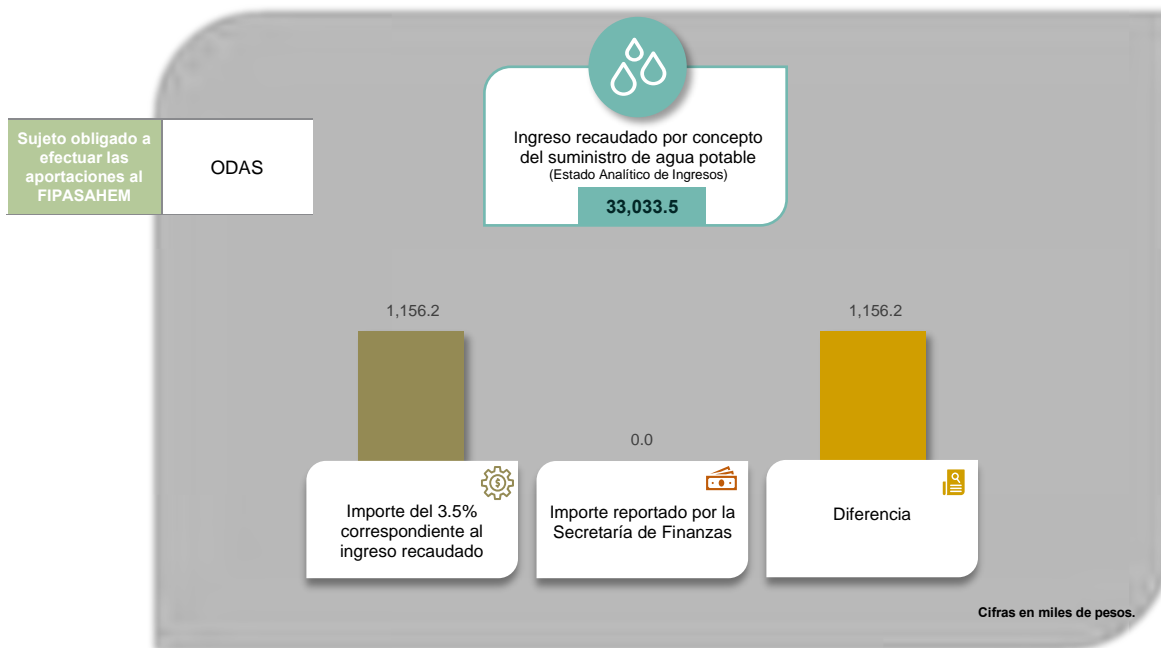 Ingreso recaudado por concepto
del suministro de agua potable
(Estado Analítico de Ingresos)
33,033.5
Sujeto obligado a
efectuar las
aportaciones al
FIPASAHEM
ODAS
1,156.2
0.0
1,156.2
Importe del 3.5%
correspondiente al
ingreso recaudado
Importe reportado por la
Secretaría de Finanzas
Diferencia
Cifras en miles de pesos.